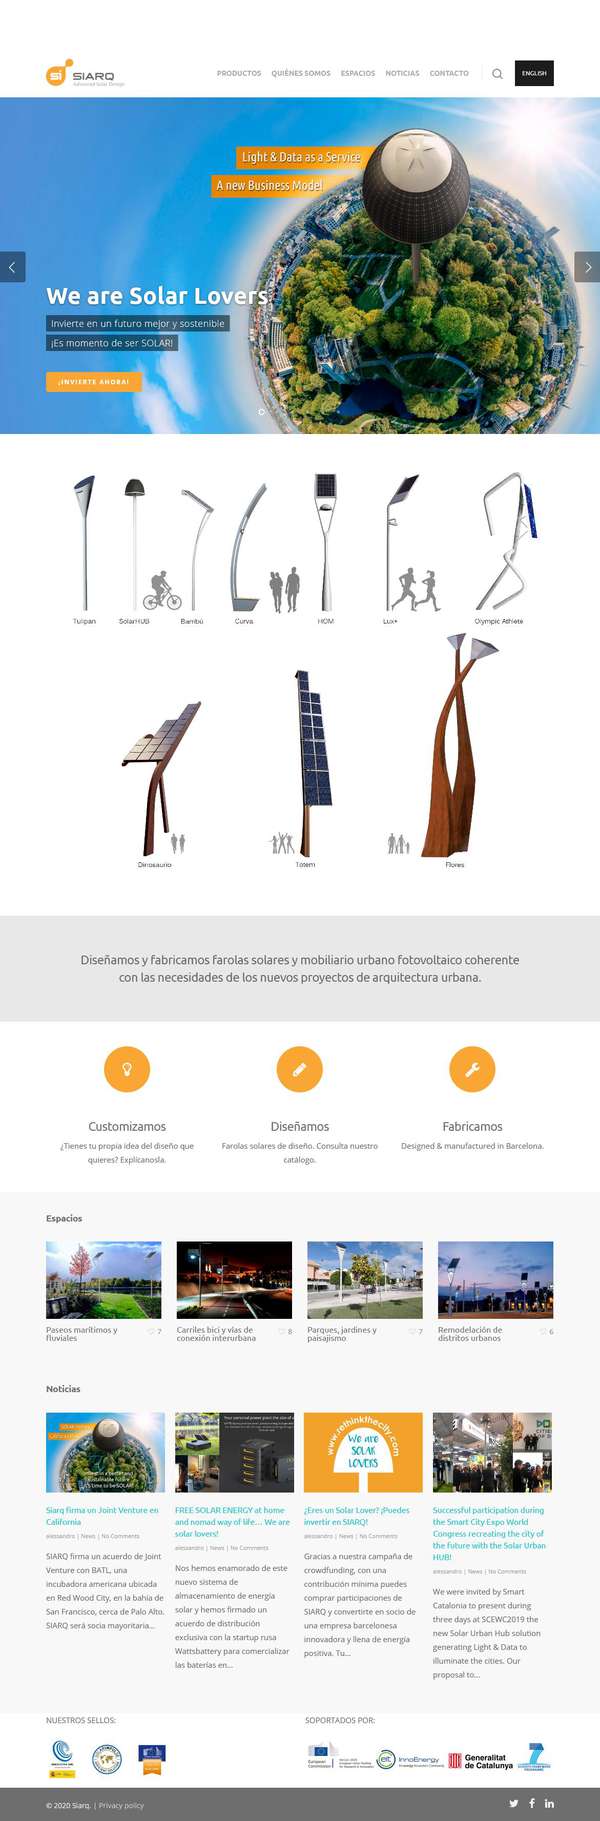 SIARQ
Advanced Solar Design
PRODUCTOS QUIÉNES SOMOS ESPACIOS NOTICIAS CONTACTO
ENGLISH
Light & Data as a Service
A new Business Model
We are Solar Lovers
Invierte en un futuro mejor y sostenible
¡Es momento de ser SOLAR!
¡INVIERTE AHORA!
Tulipan SolarHUB Bambú Curva HOM Lux+ Olympic Athlete
Dinosaurio Totem Flores
Diseñamos y fabricamos farolas solares y mobiliario urbano fotovoltaico coherente
con las necesidades de los nuevos proyectos de arquitectura urbana.
Customizamos
¿Tienes tu propia idea del diseño que
quieres? Explícanosla.
Diseñamos
Farolas solares de diseño. Consulta nuestro
catálogo.
Fabricamos
Designed & manufactured in Barcelona.
Espacios
Paseos marítimos y
fluviales
7
Carriles bici y vías de
conexión interurbana
8
Parques, jardines y
paisajismo
7
Remodelación de
distritos urbanos
6
Noticias
Siarq firma un Joint Venture en
California
alessandro | News | No Comments
SIARQ firma un acuerdo de Joint
Venture con BATL, una
incubadora americana ubicada
en Red Wood City, en la bahia de
San Francisco, cerca de Palo Alto.
SIARQ será socia mayoritaria...
Your personal power past the size of a
FREE SOLAR ENERGY at home
and nomad way of life... We are
solar lovers!
alessandro | News | No Comments
Nos hemos enamorado de este
nuevo sistema de
almacenamiento de energía
solar y hemos firmado un
acuerdo de distribución
exclusiva con la startup rusa
Wattsbattery para comercializar
las baterías en...
www.rethinkthecity.com
We are
SOLAR
LOVERS
¿Eres un Solar Lover? ¡Puedes
invertir en SIARQ!
alessandro | News | No Comments
Gracias a nuestra campaña de
crowdfunding, con una
contribución mínima puedes
comprar participaciones de
SIARQ y convertirte en socio de
una empresa barcelonesa
innovadora y llena de energía
positiva. Tu...
Successful participation during
the Smart City Expo World
Congress recreating the city of
the future with the Solar Urban
HUB!
alessandro | News | No Comments
We were invited by Smart
Catalonia to present during
three days at SCEWC2019 the
new Solar Urban Hub solution
generating Light & Data to
illuminate the cities. Our
proposal to...
NUESTROS SELLOS:
SOPORTADOS POR:
European
Commission
eit InnoEnergy
Knowledge Innovation Community
Generalitat
de Catalunya
7
© 2020 Siarq. | Privacy policy